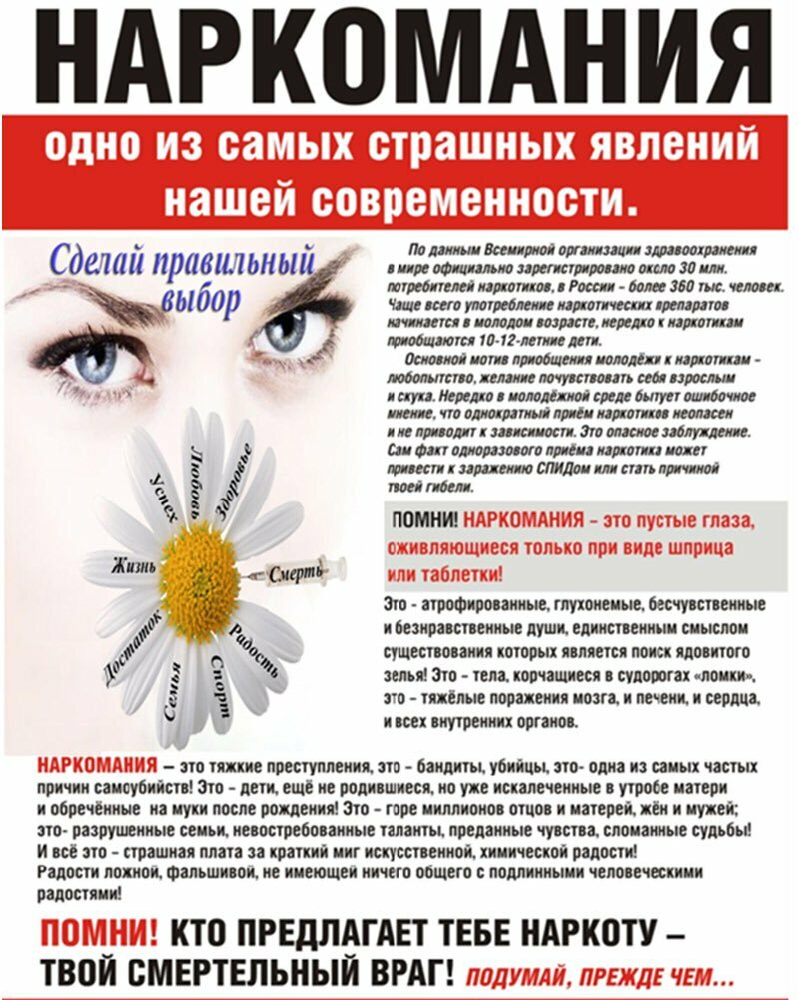 НАРКОМАНИЯ
одно из самых страшных явлений
нашей современности.
Сделай правильный
выбор
По данным Всемирной организации здравоохранения
в мире официально зарегистрировано около 30 млн.
потребителей наркотиков, в России – более 360 тыс. человек.
Чаще всего употребление наркотических препаратов
начинается в молодом возрасте, нередко к наркотикам
приобщаются 10-12-летние дети.
Основной мотив приобщения молодёжи к наркотикам –
любопытство, желание почувствовать себя взрослым
и скука. Нередко в молодёжной среде бытует ошибочное
мнение, что однократный приём наркотиков неопасен
и не приводит к зависимости. Это опасное заблуждение.
Сам факт одноразового приёма наркотика может
привести к заражению СПИДом или стать причиной
твоей гибели.
Успех
Любовь
Здоровье
Жизнь
Смерть
Достаток
Семья
Спорт
Радость
ПОМНИ! НАРКОМАНИЯ – это пустые глаза,
оживляющиеся только при виде шприца
или таблетки!
Это - атрофированные, глухонемые, бесчувственные
и безнравственные души, единственным смыслом
существования которых является поиск ядовитого
зелья! Это – тела, корчащиеся в судорогах «ломки»,
это – тяжёлые поражения мозга, и печени, и сердца,
и всех внутренних органов.
НАРКОМАНИЯ – это тяжкие преступления, это – бандиты, убийцы, это- одна из самых частых
причин самоубийств! Это – дети, ещё не родившиеся, но уже искалеченные в утробе матери
и обречённые на муки после рождения! Это – горе миллионов отцов и матерей, жён и мужей;
это- разрушенные семьи, невостребованные таланты, преданные чувства, сломанные судьбы!
И всё это – страшная плата за краткий миг искусственной, химической радости!
Радости ложной, фальшивой, не имеющей ничего общего с подлинными человеческими
радостями!
ПОМНИ! КТО ПРЕДЛАГАЕТ ТЕБЕ НАРКОТУ –
ТВОЙ СМЕРТЕЛЬНЫЙ ВРАГ! ПОДУМАЙ, ПРЕЖДЕ ЧЕМ...